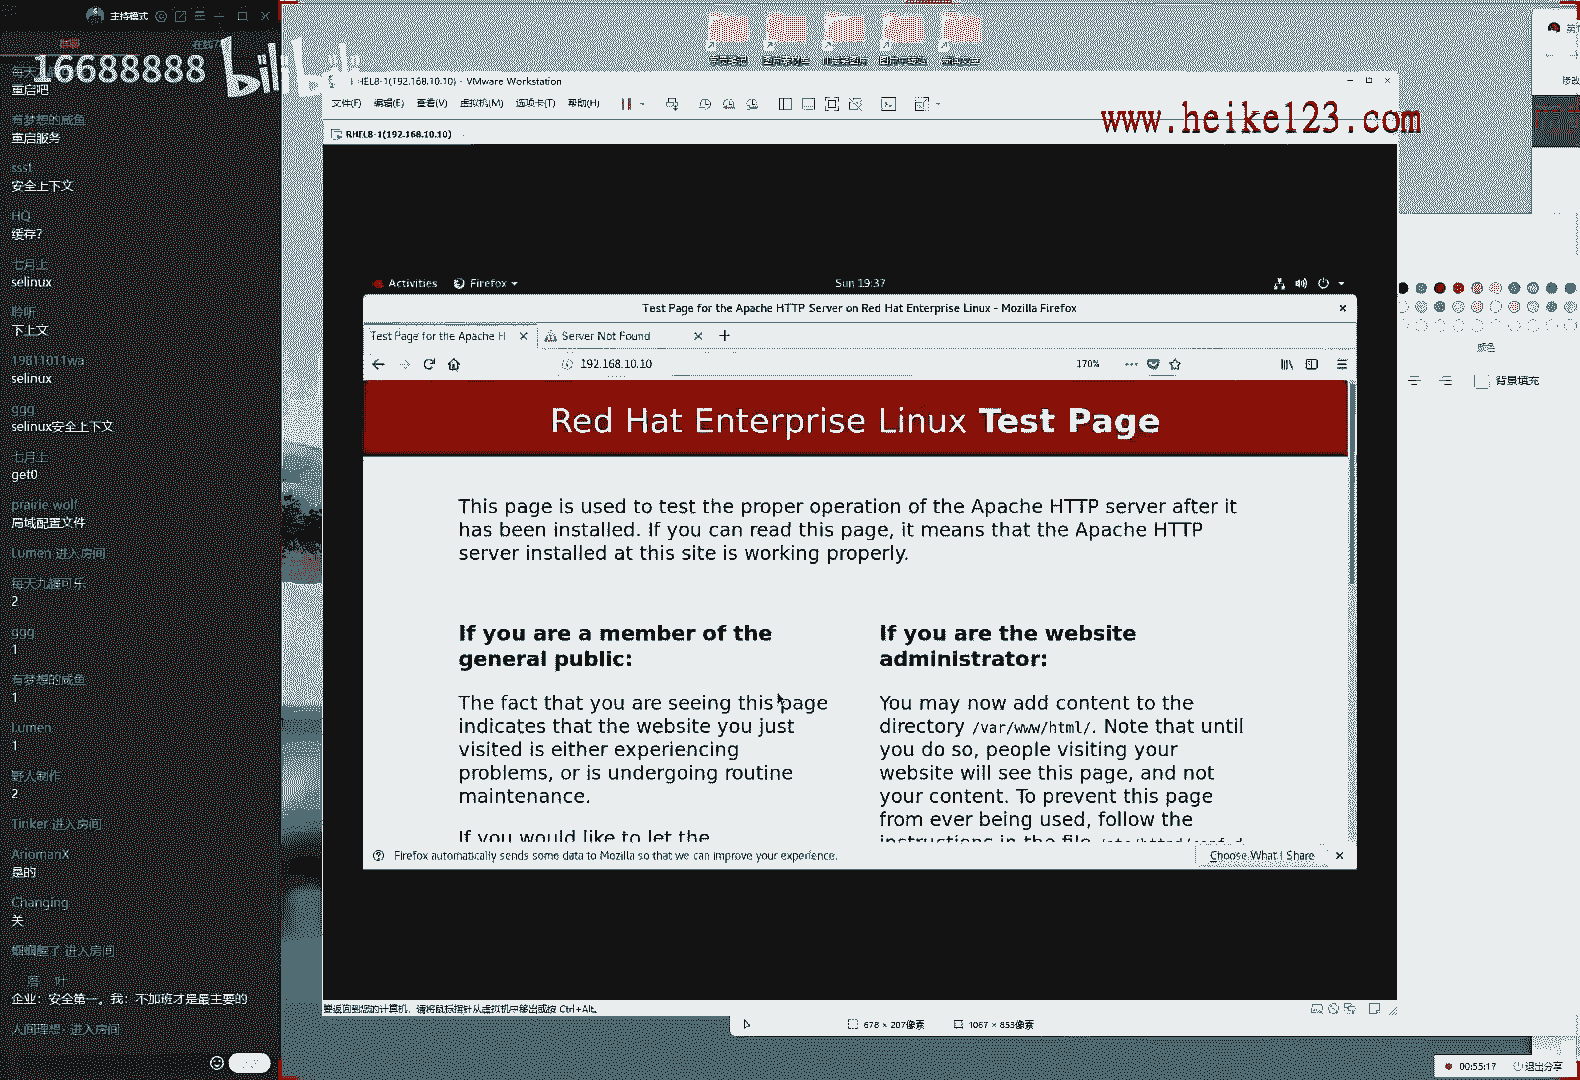 主持模式
16688888
bilibili
重启吧
有梦想的咸鱼
重启服务
ssst
安全上下文
HQ
缓存?
七月上
selinux
聆听
下上文
19811011wa
selinux
ggg
selinux安全上下文
七月上
get0
prairie wolf
局域配置文件
Lumen 进入房间
每天九罐可乐
2
ggg
1
有梦想的咸鱼
1
Lumen
1
野人制作
2
Tinker 进入房间
AriomanX
是的
Changing
关
蝈蝈醒了 进入房间
企业:安全第一。我:不加班才是最主要的
人间理想· 进入房间
RHEL8-1(192.168.10.10) - VMware Workstation
文件(F) 编辑(E) 查看(V) 虚拟机(M) 选项卡(T) 帮助(H)
www.heike123.com
RHEL8-1(192.168.10.10)
Activities Firefox Sun 19:37
Test Page for the Apache HTTP Server on Red Hat Enterprise Linux - Mozilla Firefox
Test Page for the Apache H Server Not Found
192.168.10.10 170%
Red Hat Enterprise Linux Test Page
This page is used to test the proper operation of the Apache HTTP server after it
has been installed. If you can read this page, it means that the Apache HTTP
server installed at this site is working properly.
If you are a member of the
general public:
The fact that you are seeing this page
indicates that the website you just
visited is either experiencing
problems, or is undergoing routine
maintenance.
If you would like to let the
If you are the website
administrator:
You may now add content to the
directory /var/www/html/. Note that until
you do so, people visiting your
website will see this page, and not
your content. To prevent this page
from ever being used, follow the
instructions in the file /etc/httpd/conf.d
Firefox automatically sends some data to Mozilla so that we can improve your experience.
Choose What I Share
要返回到您的计算机，请将鼠标指针从虚拟机中移出或按 Ctrl+Alt。
678 × 207像素 1067 × 853像素
颜色
背景填充
00:55:17 退出分享